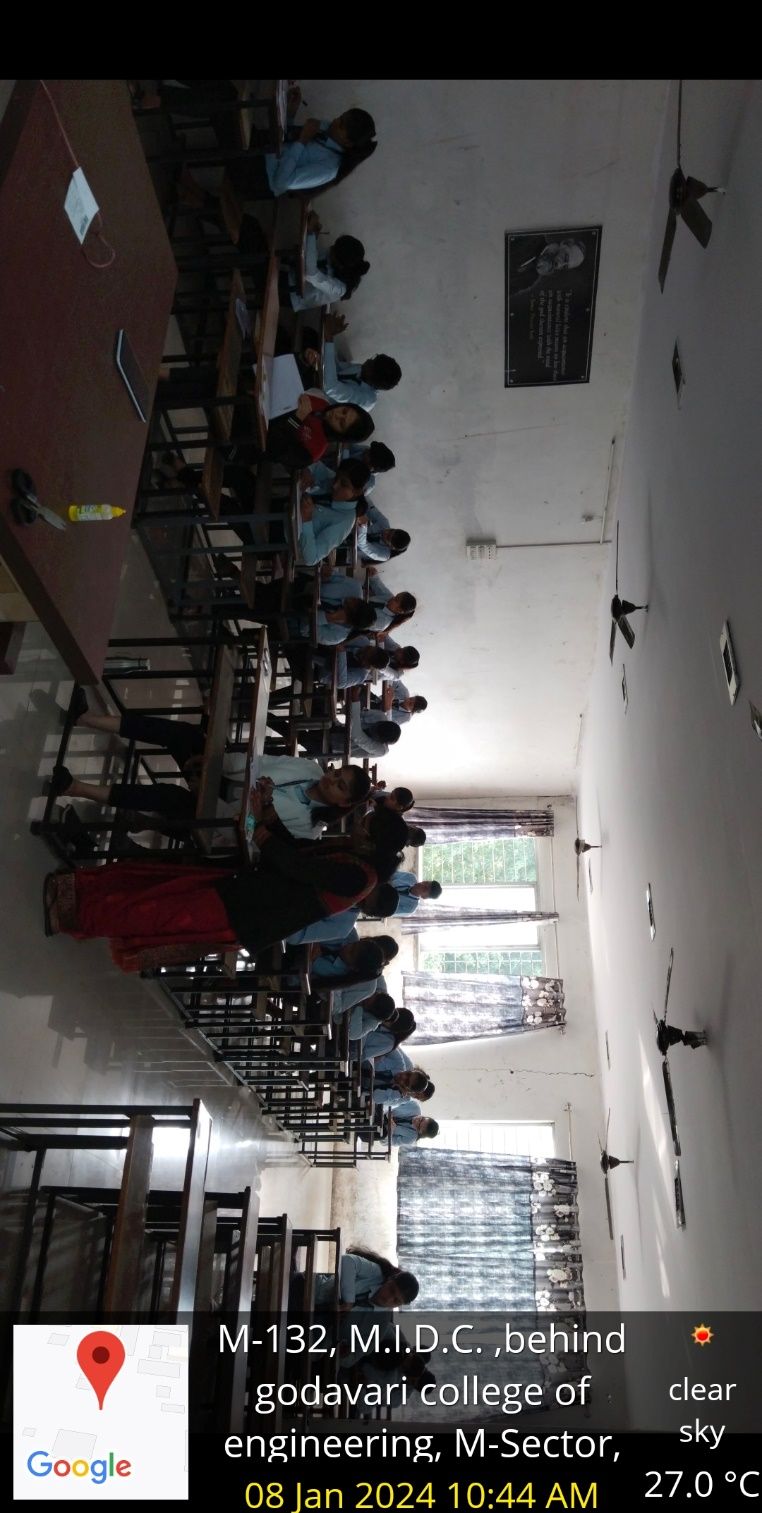 M-132, M.I.D.C. ,behind
godavari college of
engineering, M-Sector,
08 Jan 2024 10:44 AM
clear
sky
27.0 °C
Google